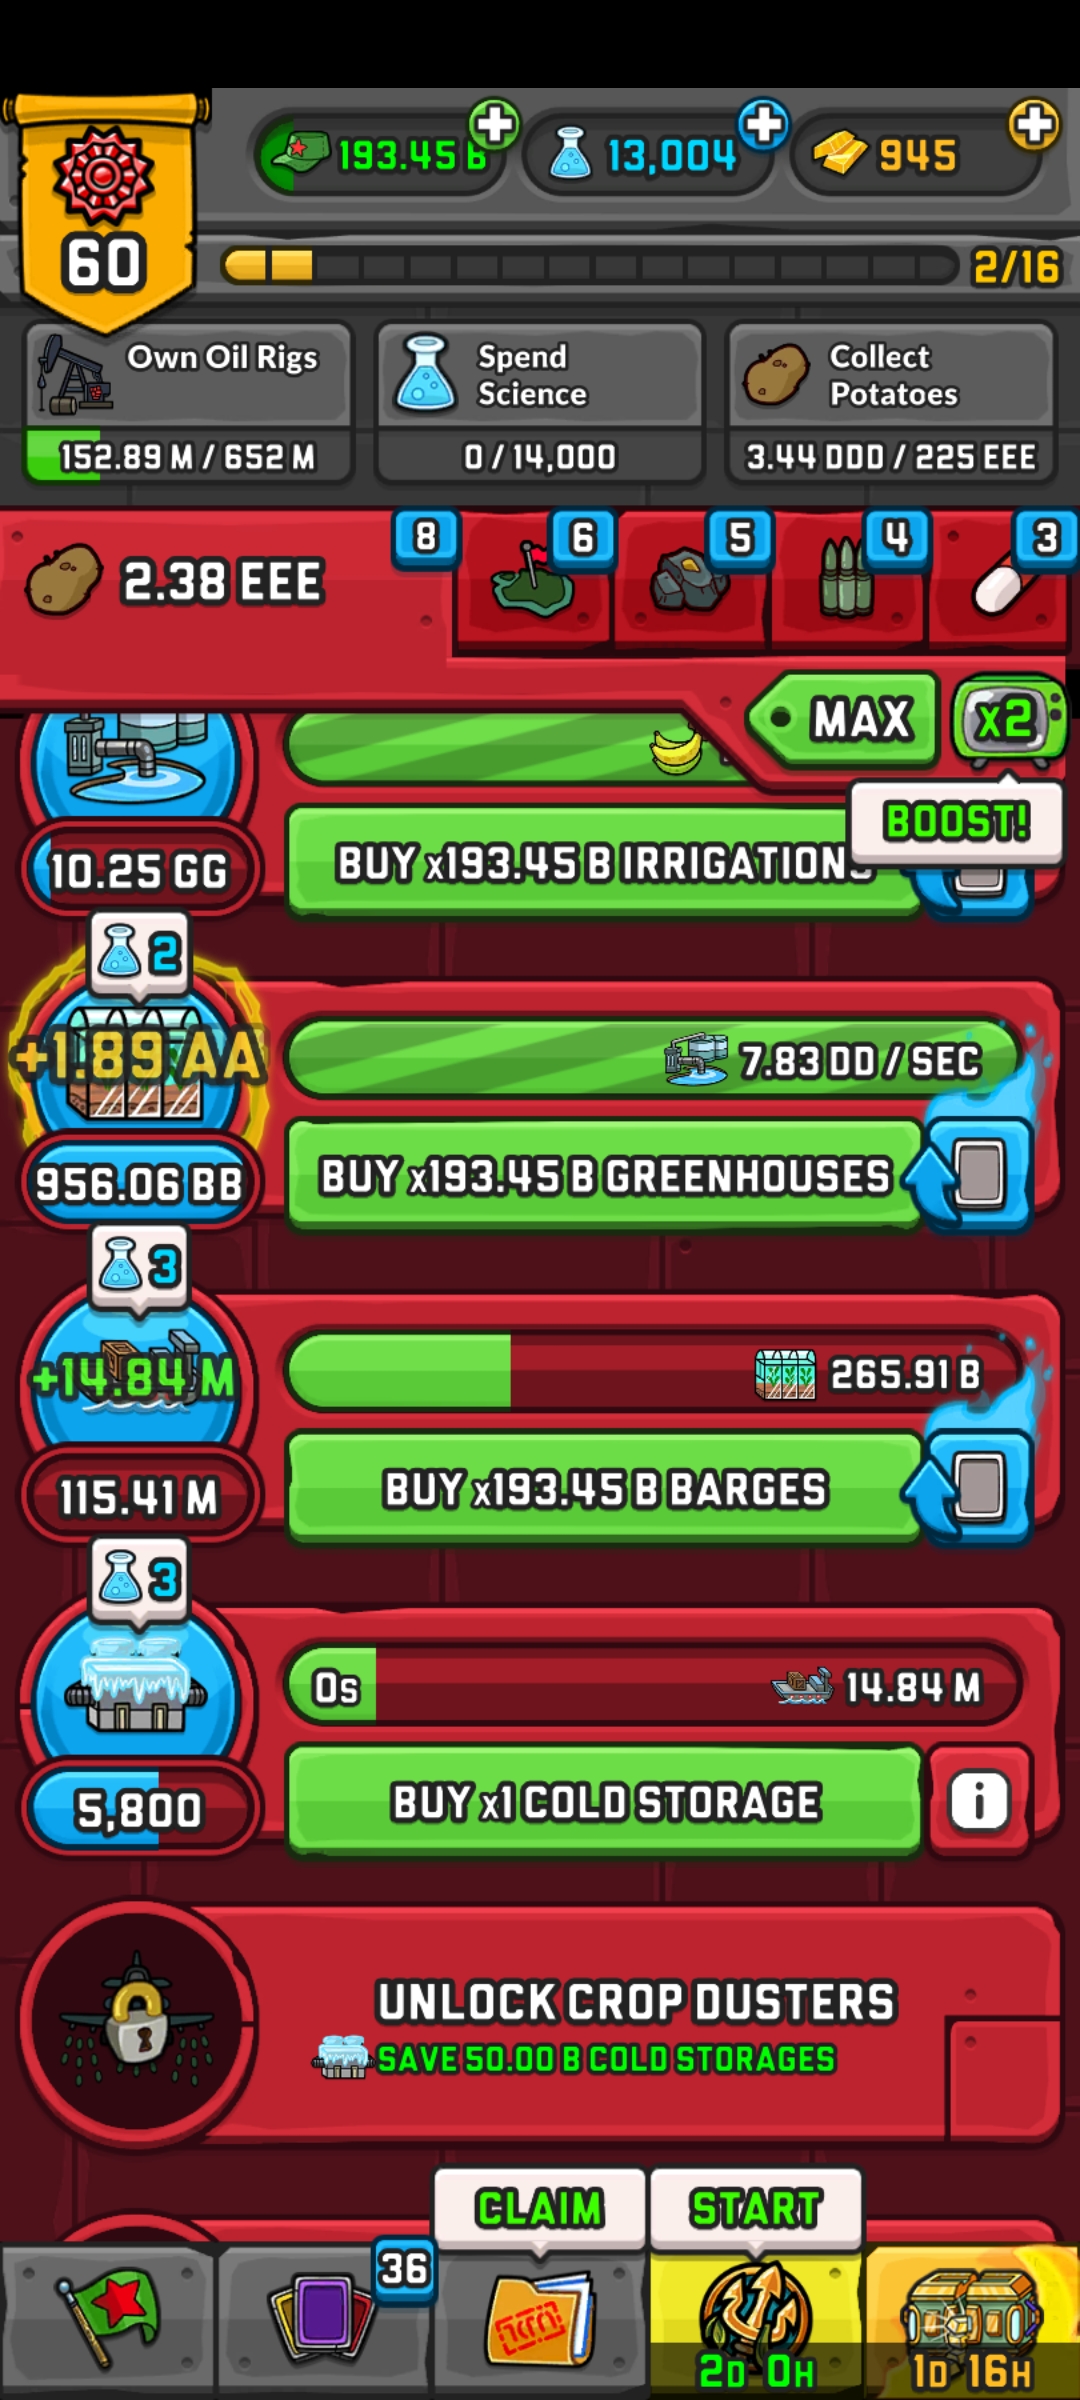 193.45 B
13,004
945
60
2/16
Own Oil Rigs
152.89 M / 652 M
Spend
Science
0 / 14,000
Collect
Potatoes
3.44 DDD / 225 EEE
2.38 EEE
8
6
5
4
3
MAX
x2
BOOST!
10.25 GG
BUY x193.45 B IRRIGATIONS
2
+1.89 AA
7.83 DD / SEC
956.06 BB
BUY x193.45 B GREENHOUSES
3
+14.84 M
265.91 B
115.41 M
BUY x193.45 B BARGES
3
0s
14.84 M
5,800
BUY x1 COLD STORAGE
i
UNLOCK CROP DUSTERS
SAVE 50.00 B COLD STORAGES
CLAIM
START
36
2D 0H
1D 16H